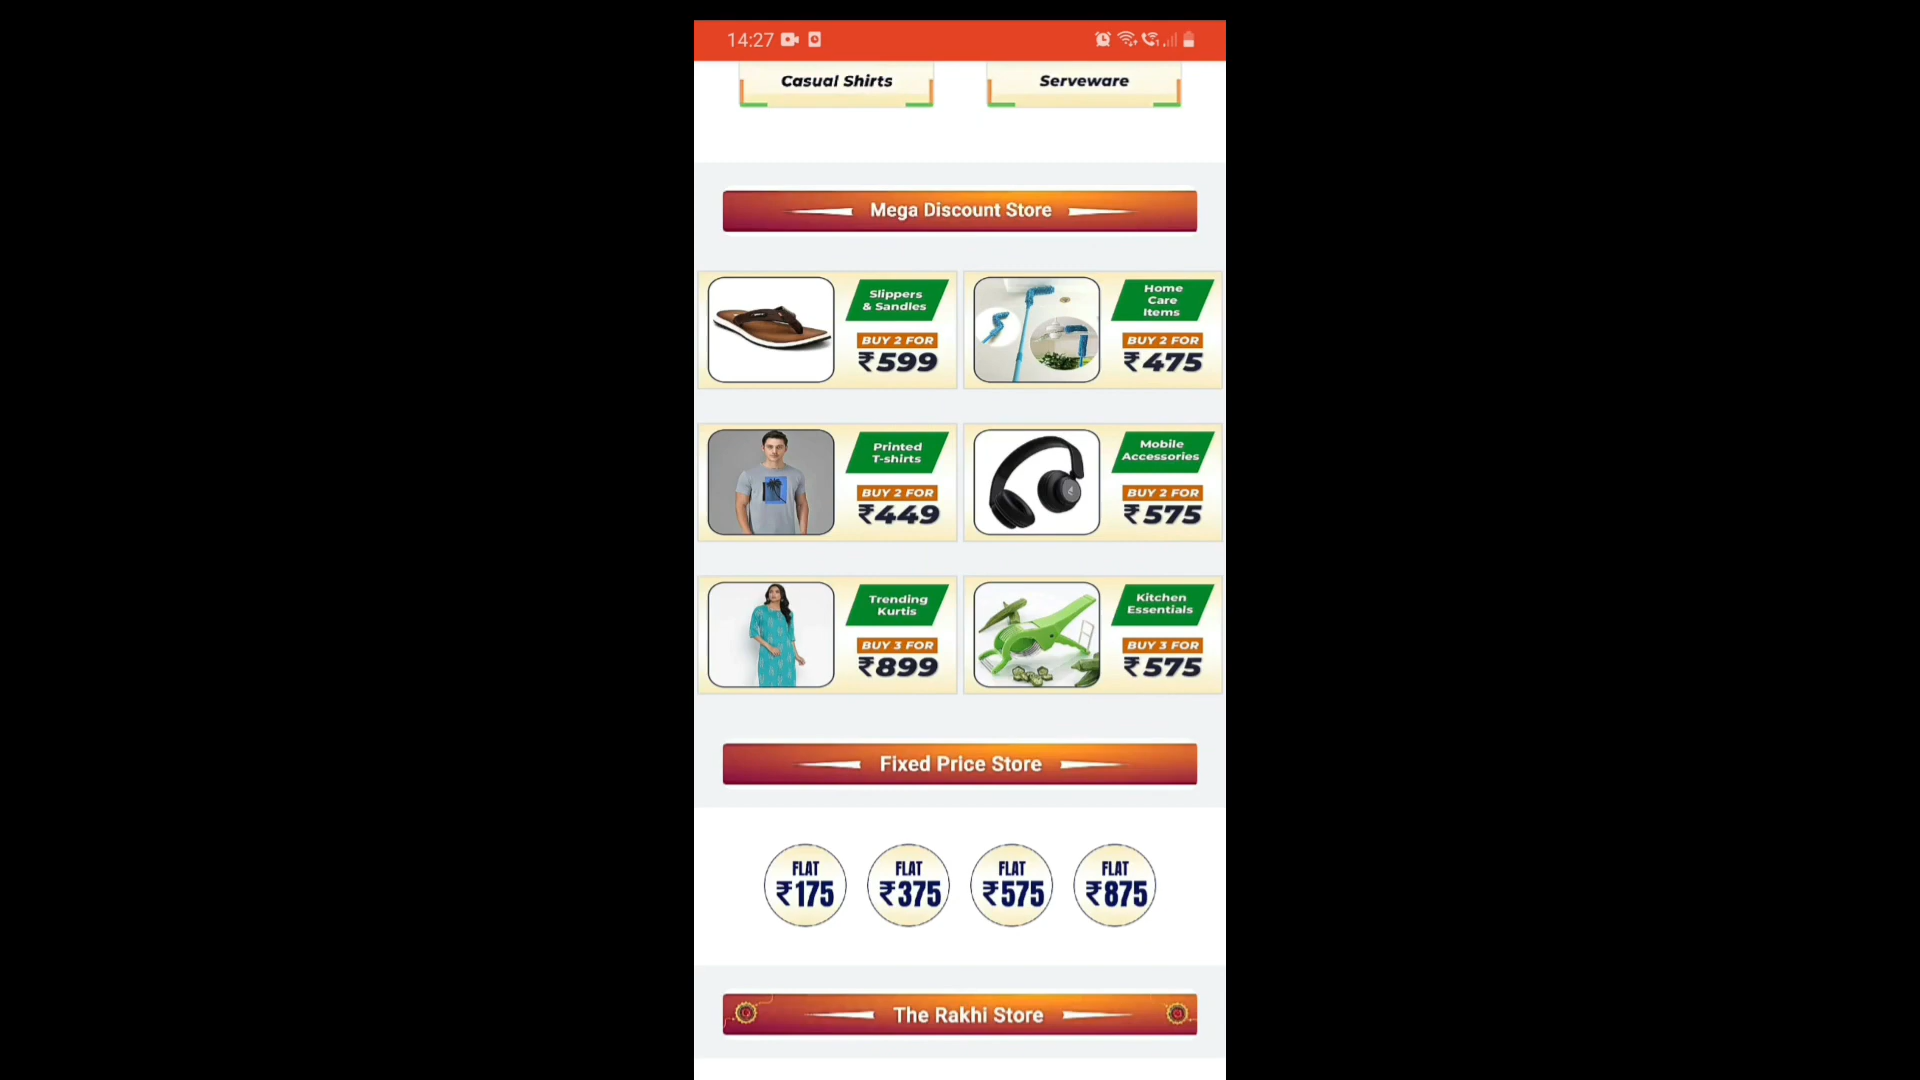 14:27
Casual Shirts
Serveware
Mega Discount Store
Slippers
& Sandles
BUY 2 FOR
₹599
Home
Care
Items
BUY 2 FOR
₹475
Printed
T-shirts
BUY 2 FOR
₹449
Mobile
Accessories
BUY 2 FOR
₹575
Trending
Kurtis
BUY 3 FOR
₹899
Kitchen
Essentials
BUY 3 FOR
₹575
Fixed Price Store
FLAT
₹175
FLAT
₹375
FLAT
₹575
FLAT
₹875
The Rakhi Store